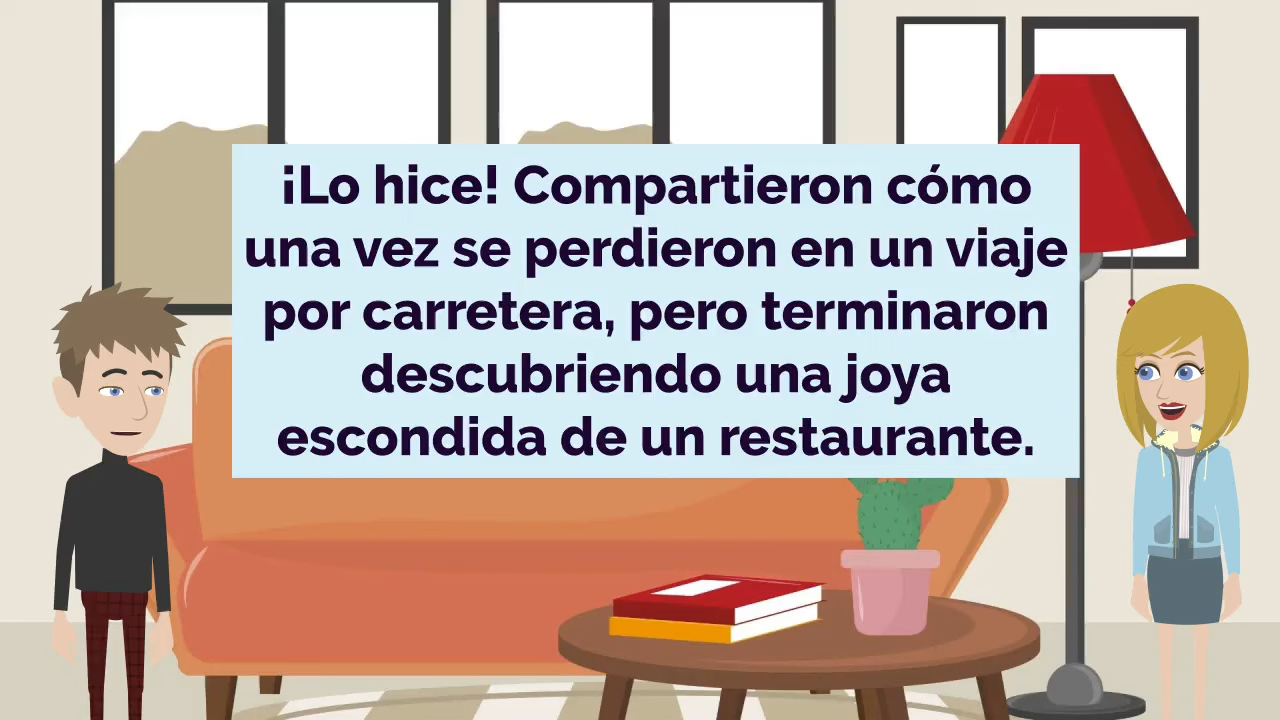 ¡Lo hice! Compartieron cómo
una vez se perdieron en un viaje
por carretera, pero terminaron
descubriendo una joya
escondida de un restaurante.